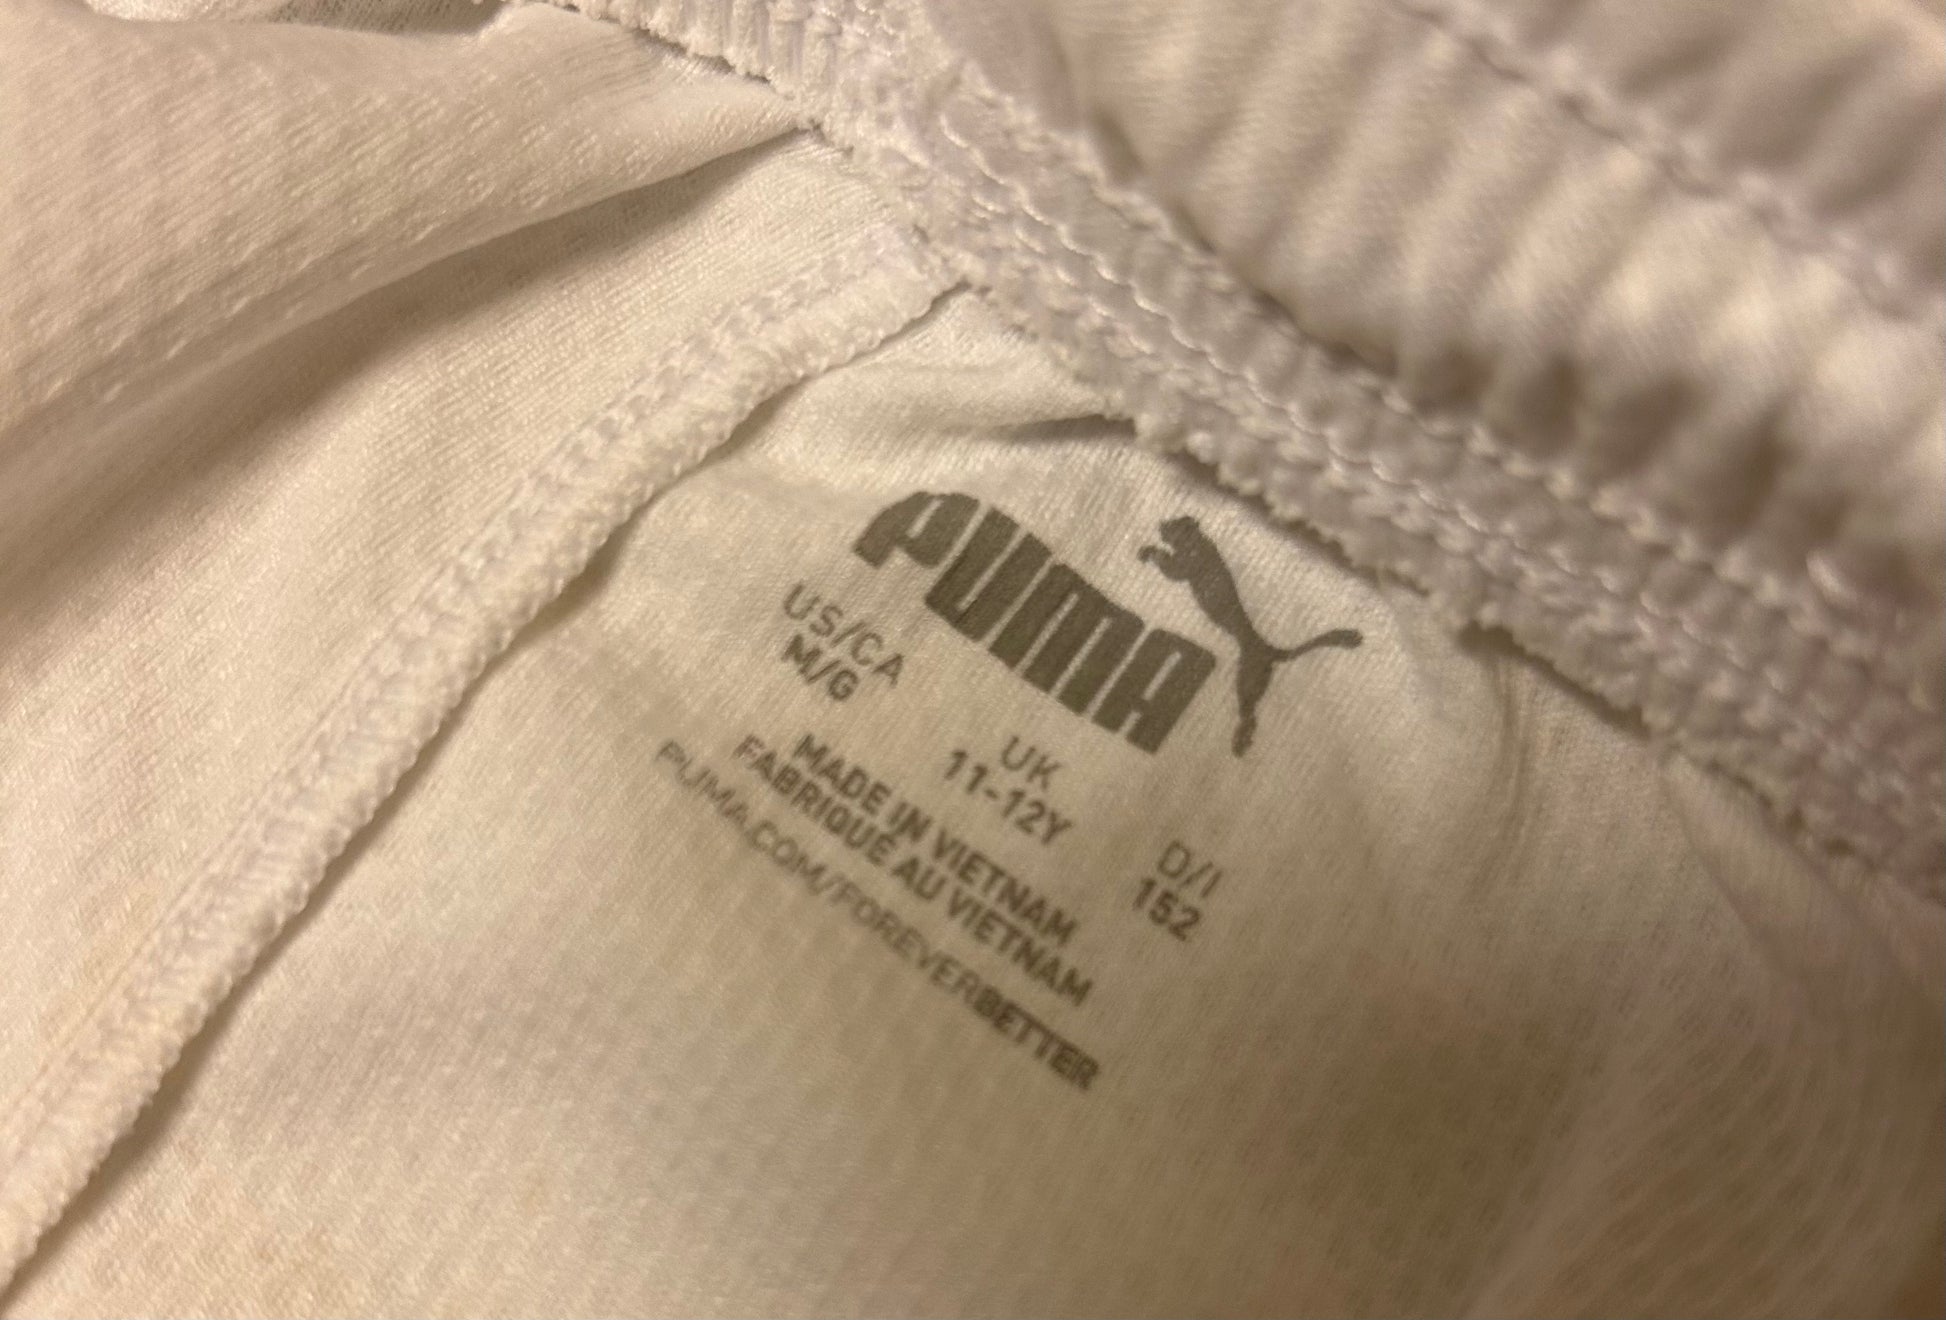 PUMA
US/CA UK D/I
M/G 11-12Y 152
MADE IN VIETNAM
FABRIQUÉ AU VIETNAM
PUMA.COM/FOREVERBETTER